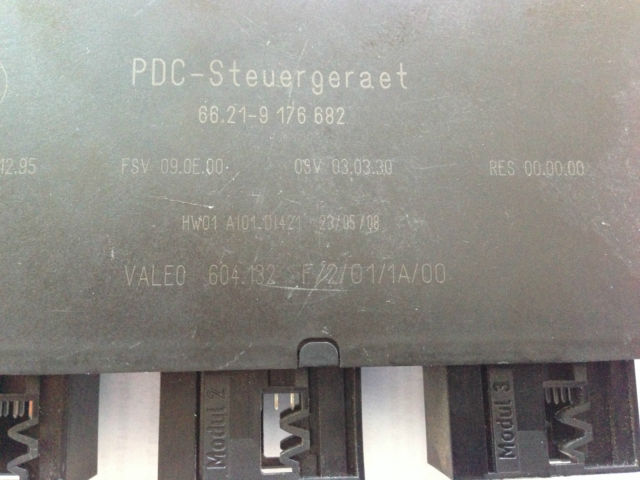 PDC-Steuergeraet
66.21-9 176 682
12.95 FSV 09.0E.00 OSV 03.03.30 RES 00.00.00
HW01 A101.01421 23/05/08
VALEO 604.132 F/2/01/1A/00
Modul 2
Modul 3